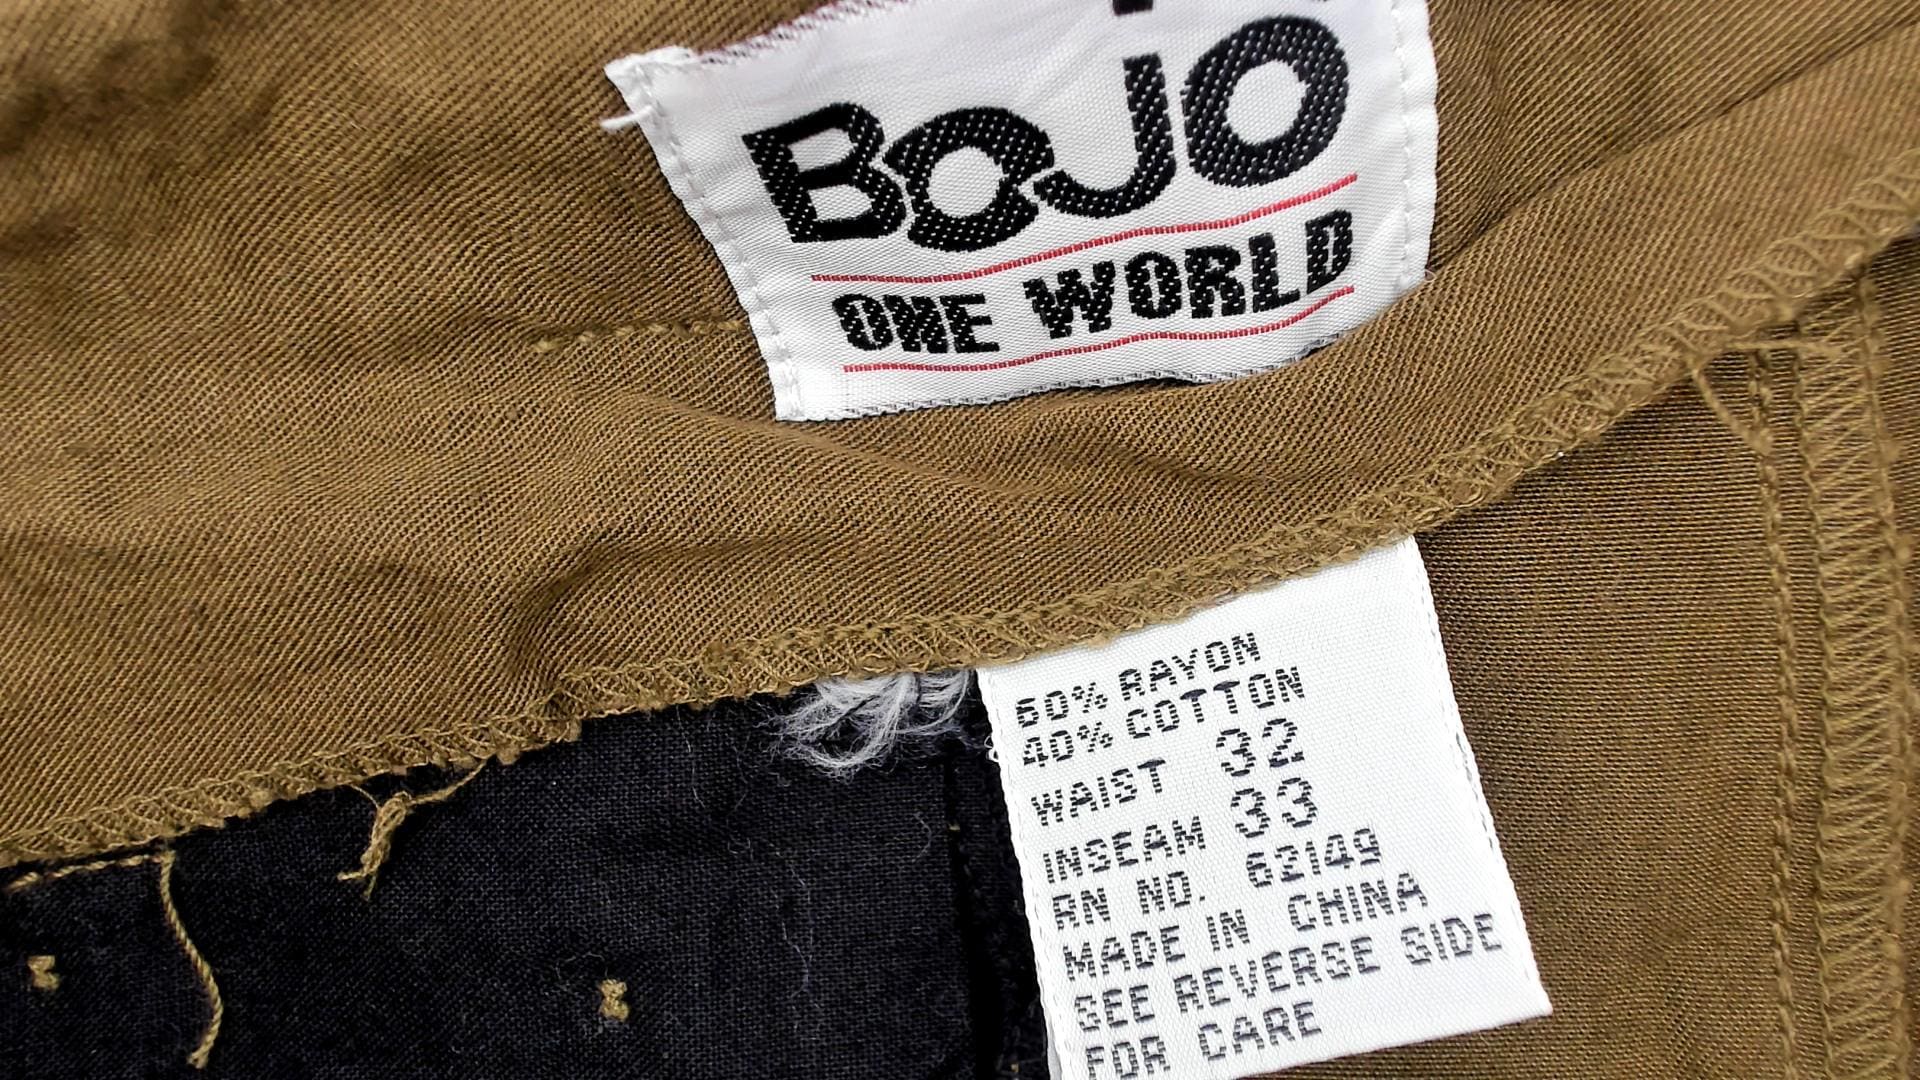 BOJO
ONE WORLD
60% RAYON
40% COTTON
WAIST 32
INSEAM 33
RN NO. 62149
MADE IN CHINA
SEE REVERSE SIDE
FOR CARE